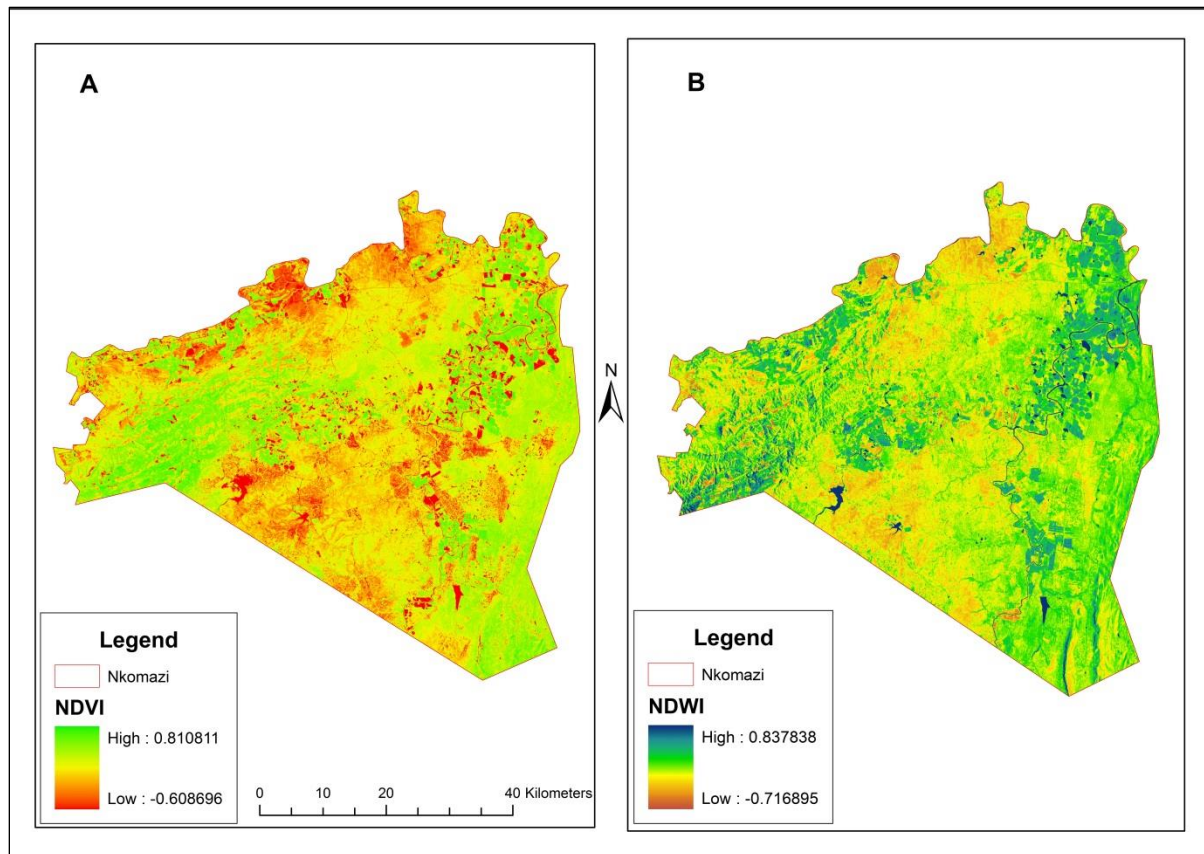 A
Legend
Nkomazi
NDVI
High : 0.810811
Low : -0.608696
0 10 20 40 Kilometers
N
B
Legend
Nkomazi
NDWI
High : 0.837838
Low : -0.716895